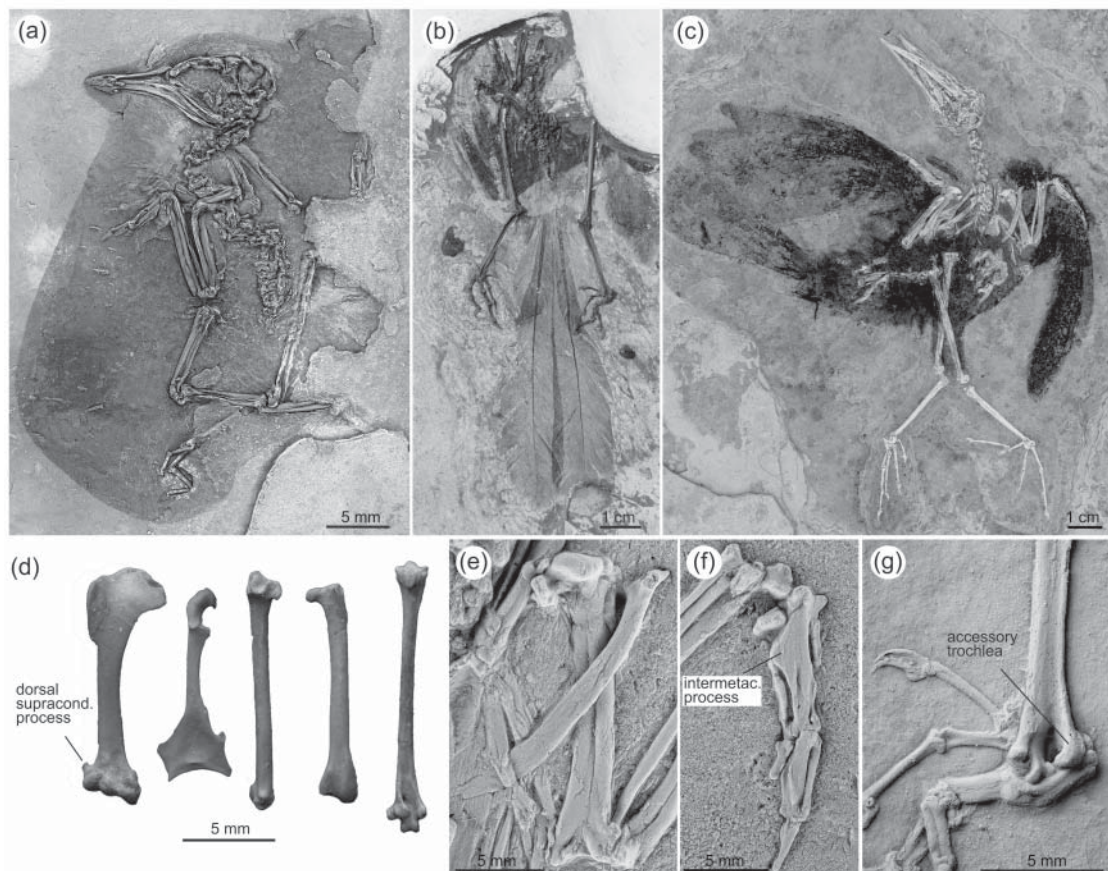 (a)
(b)
(c)
5 mm
1 cm
1 cm
(d)
dorsal
supracond.
process
5 mm
(e)
5 mm
(f)
intermetac.
process
5 mm
(g)
accessory
trochlea
5 mm